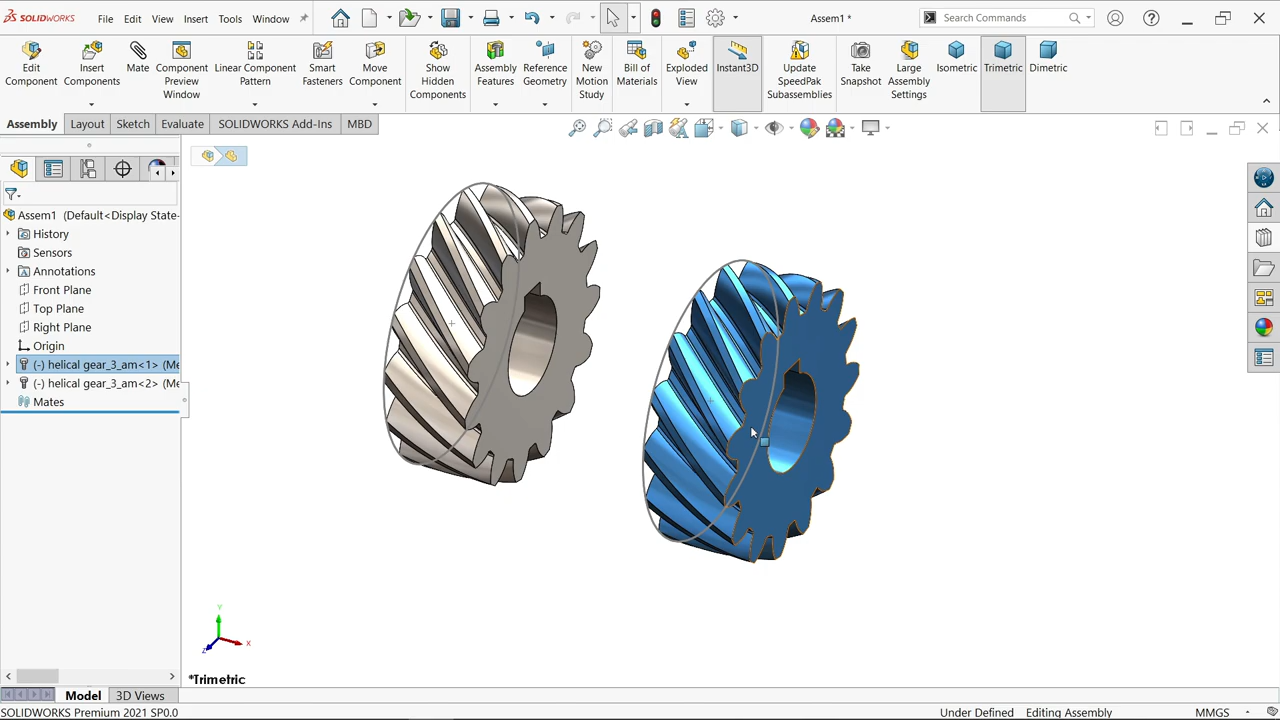 SOLIDWORKS
File
Edit
View
Insert
Tools
Window
Assem1 *
Search Commands
Edit
Component
Insert
Components
Mate
Component
Preview
Window
Linear Component
Pattern
Smart
Fasteners
Move
Component
Show
Hidden
Components
Assembly
Features
Reference
Geometry
New
Motion
Study
Bill of
Materials
Exploded
View
Instant3D
Update
SpeedPak
Subassemblies
Take
Snapshot
Large
Assembly
Settings
Isometric
Trimetric
Dimetric
Assembly
Layout
Sketch
Evaluate
SOLIDWORKS Add-Ins
MBD
Assem1 (Default<Display State-
History
Sensors
Annotations
Front Plane
Top Plane
Right Plane
Origin
(-) helical gear_3_am<1> (Me
(-) helical gear_3_am<2> (Me
Mates
Y
X
Z
*Trimetric
Model
3D Views
SOLIDWORKS Premium 2021 SP0.0
Under Defined
Editing Assembly
MMGS